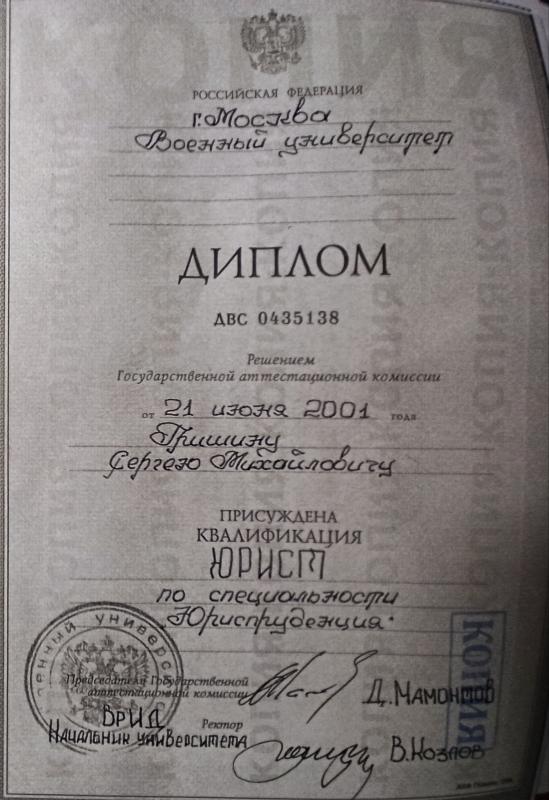 РОССИЙСКАЯ ФЕДЕРАЦИЯ
г. Москва
Военный университет
ДИПЛОМ
ДВС 0435138
Решением
Государственной аттестационной комиссии
от 21 июня 2001 года
Гришину
Сергею Михайловичу
ПРИСУЖДЕНА
КВАЛИФИКАЦИЯ
ЮРИСТ
по специальности
„Юриспруденция"
Председатель Государственной
аттестационной комиссии
Д. Мамонтов
ВрИД
Ректор
Начальник университета
В. Козлов
КОПИЯ